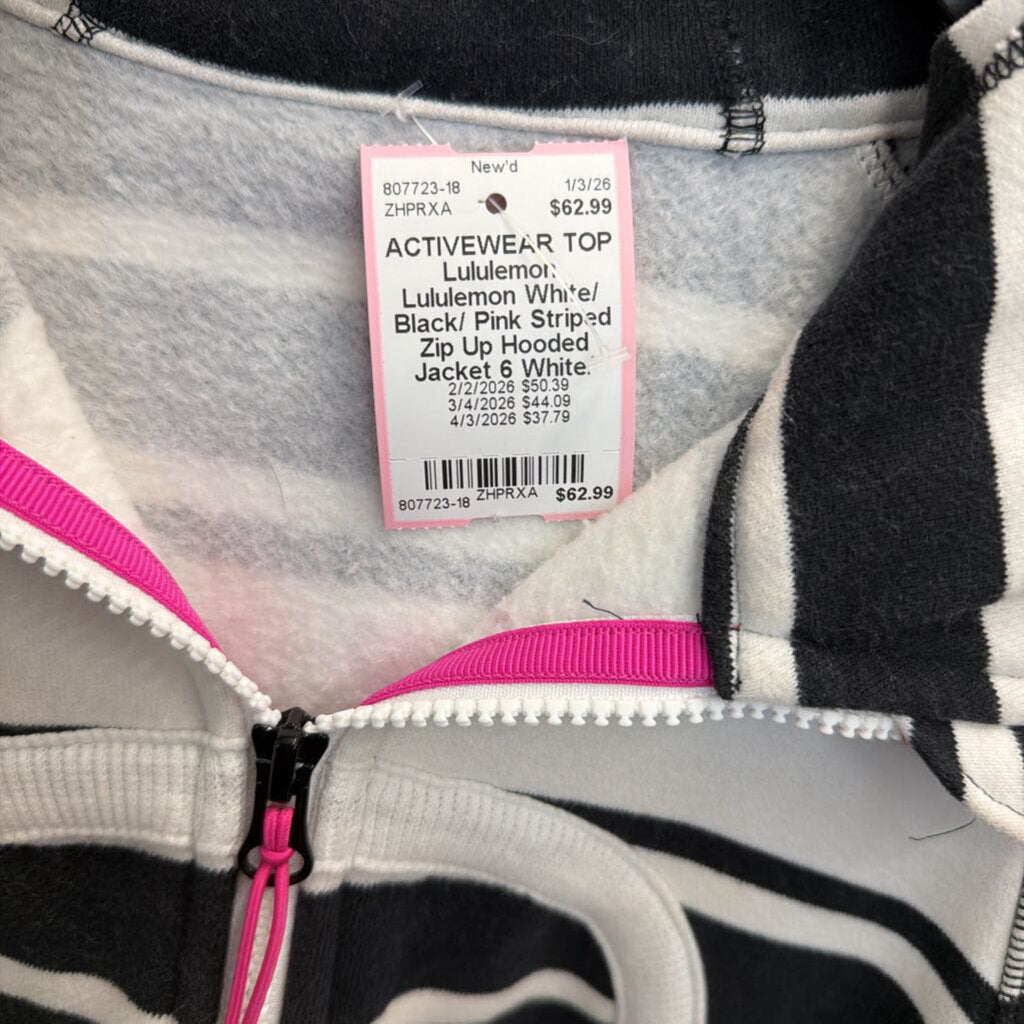 New'd
807723-18 1/3/26
ZHPRXA $62.99
ACTIVEWEAR TOP
Lululemon
Lululemon White/
Black/ Pink Striped
Zip Up Hooded
Jacket 6 White.
2/2/2026 $50.39
3/4/2026 $44.09
4/3/2026 $37.79
807723-18 ZHPRXA $62.99